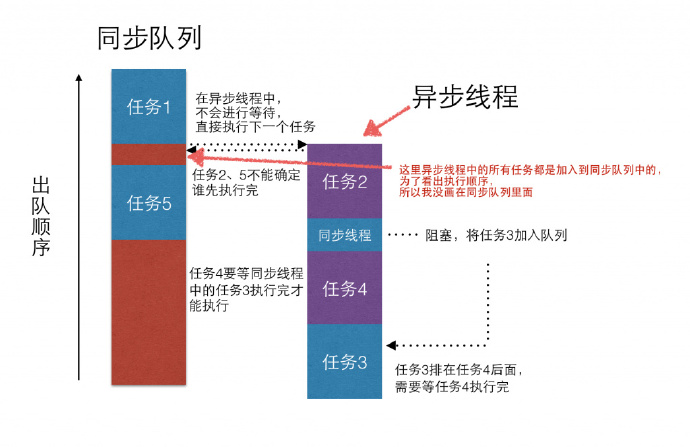 同步队列
异步线程
出队顺序
任务1
在异步线程中，
不会进行等待，
直接执行下一个任务
这里异步线程中的所有任务都是加入到同步队列中的，
为了看出执行顺序，
所以我没画在同步队列里面
任务2、5不能确定
谁先执行完
任务2
任务5
同步线程
阻塞，将任务3加入队列
任务4要等同步线程
中的任务3执行完才
能执行
任务4
任务3
任务3排在任务4后面，
需要等任务4执行完